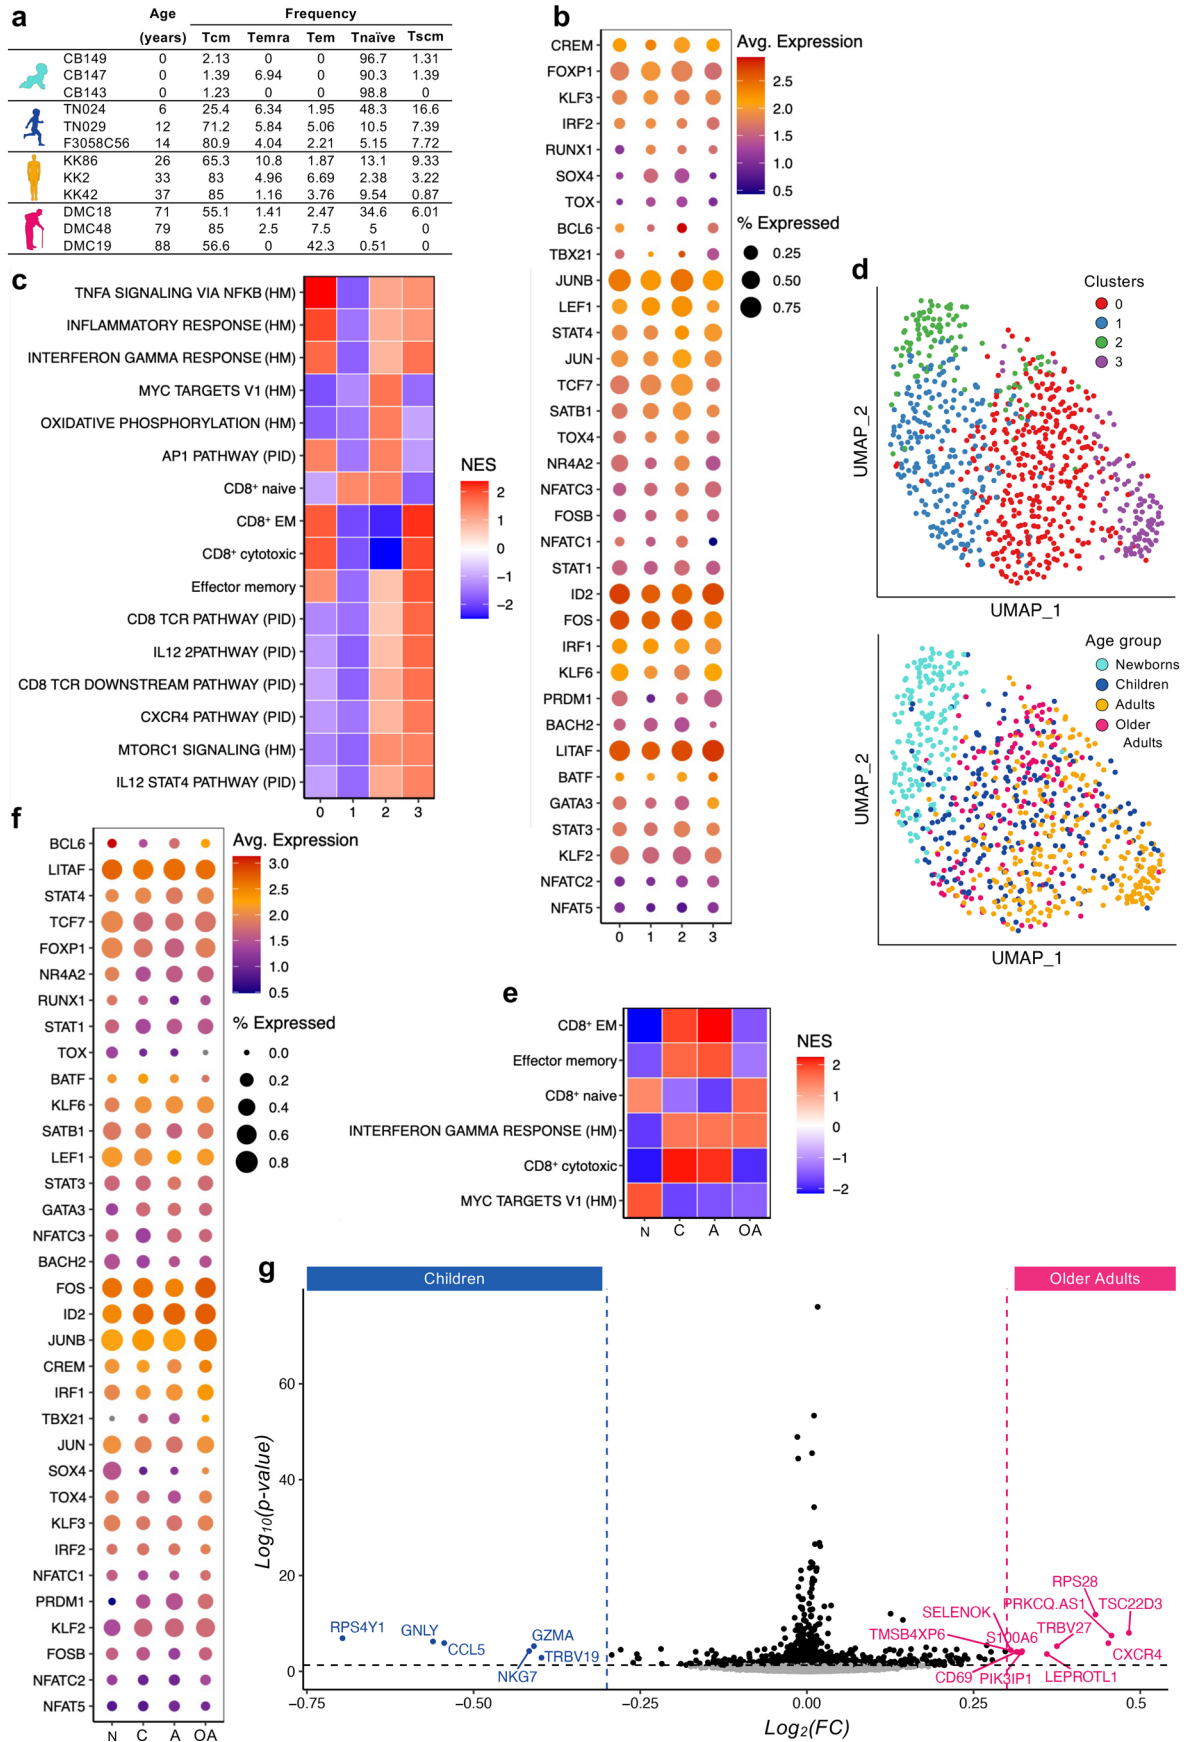 a
Age
Frequency
(years) Tcm Temra Tem Tnaïve Tscm
CB149 0 2.13 0 0 96.7 1.31
CB147 0 1.39 6.94 0 90.3 1.39
CB143 0 1.23 0 0 98.8 0
TN024 6 25.4 6.34 1.95 48.3 16.6
TN029 12 71.2 5.84 5.06 10.5 7.39
F3058C56 14 80.9 4.04 2.21 5.15 7.72
KK86 26 65.3 10.8 1.87 13.1 9.33
KK2 33 83 4.96 6.69 2.38 3.22
KK42 37 85 1.16 3.76 9.54 0.87
DMC18 71 55.1 1.41 2.47 34.6 6.01
DMC48 79 85 2.5 7.5 5 0
DMC19 88 56.6 0 42.3 0.51 0
b
CREM
FOXP1
KLF3
IRF2
RUNX1
SOX4
TOX
BCL6
TBX21
JUNB
LEF1
STAT4
JUN
TCF7
SATB1
TOX4
NR4A2
NFATC3
FOSB
NFATC1
STAT1
ID2
FOS
IRF1
KLF6
PRDM1
BACH2
LITAF
BATF
GATA3
STAT3
KLF2
NFATC2
NFAT5
0 1 2 3
Avg. Expression
2.5
2.0
1.5
1.0
0.5
% Expressed
0.25
0.50
0.75
c
TNFA SIGNALING VIA NFKB (HM)
INFLAMMATORY RESPONSE (HM)
INTERFERON GAMMA RESPONSE (HM)
MYC TARGETS V1 (HM)
OXIDATIVE PHOSPHORYLATION (HM)
AP1 PATHWAY (PID)
CD8+ naive
CD8+ EM
CD8+ cytotoxic
Effector memory
CD8 TCR PATHWAY (PID)
IL12 2PATHWAY (PID)
CD8 TCR DOWNSTREAM PATHWAY (PID)
CXCR4 PATHWAY (PID)
MTORC1 SIGNALING (HM)
IL12 STAT4 PATHWAY (PID)
0 1 2 3
NES
2
1
0
−1
−2
d
Clusters
0
1
2
3
UMAP_2
UMAP_1
Age group
Newborns
Children
Adults
Older
Adults
UMAP_2
UMAP_1
e
CD8+ EM
Effector memory
CD8+ naive
INTERFERON GAMMA RESPONSE (HM)
CD8+ cytotoxic
MYC TARGETS V1 (HM)
N C A OA
NES
2
1
0
−1
−2
f
BCL6
LITAF
STAT4
TCF7
FOXP1
NR4A2
RUNX1
STAT1
TOX
BATF
KLF6
SATB1
LEF1
STAT3
GATA3
NFATC3
BACH2
FOS
ID2
JUNB
CREM
IRF1
TBX21
JUN
SOX4
TOX4
KLF3
IRF2
NFATC1
PRDM1
KLF2
FOSB
NFATC2
NFAT5
N C A OA
Avg. Expression
3.0
2.5
2.0
1.5
1.0
0.5
% Expressed
0.0
0.2
0.4
0.6
0.8
g
Children
Older Adults
Log10(p-value)
60
40
20
0
RPS4Y1
GNLY
CCL5
GZMA
TRBV19
NKG7
RPS28
PRKCQ.AS1
TSC22D3
SELENOK
TRBV27
TMSB4XP6
S100A6
CXCR4
CD69
PIK3IP1
LEPROTL1
−0.75 −0.50 −0.25 0.00 0.25 0.5
Log2(FC)